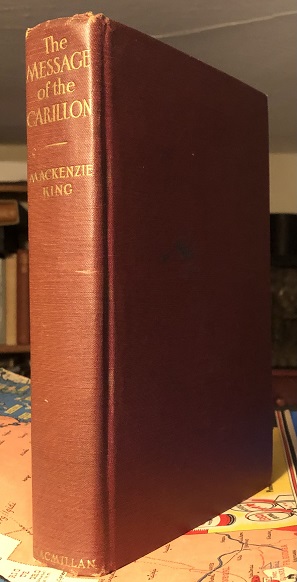 The
MESSAGE
of the
CARILLON
MACKENZIE
KING
MACMILLAN